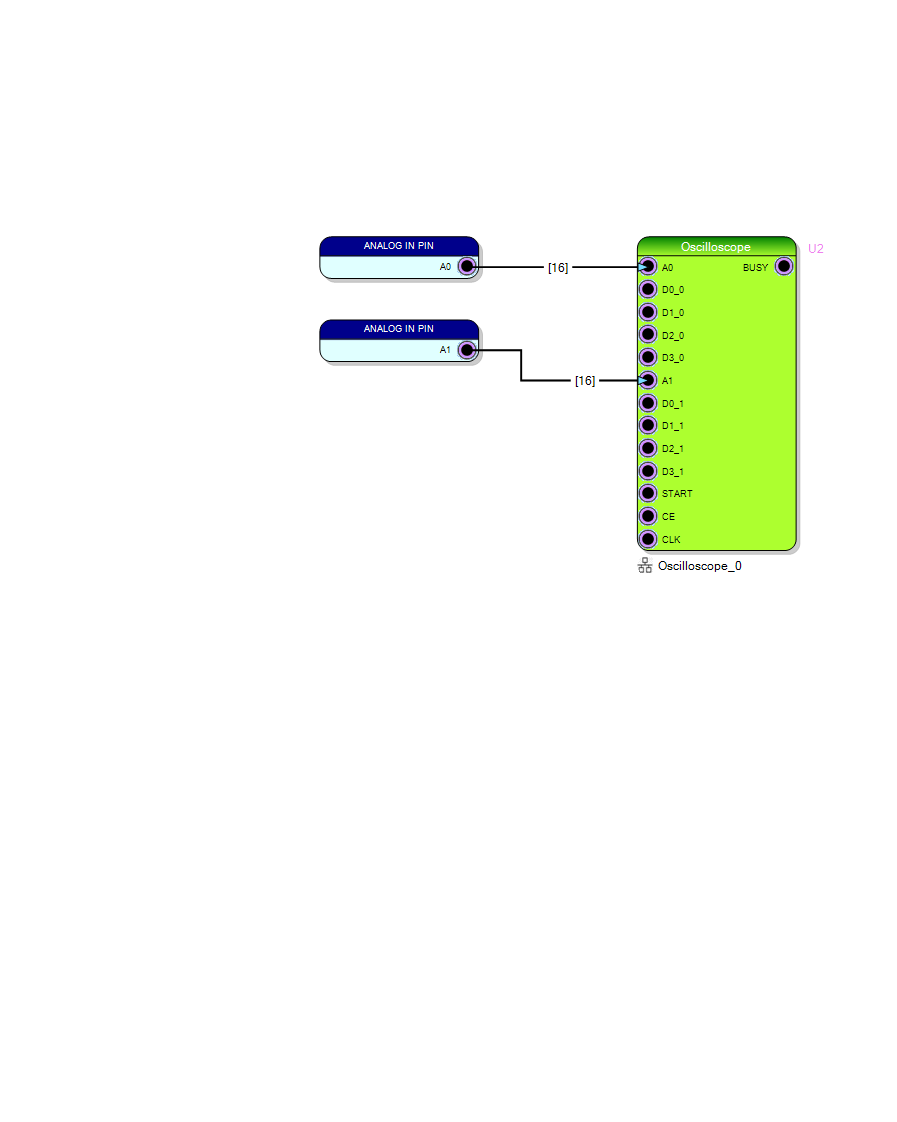 ANALOG IN PIN
A0
[16]
ANALOG IN PIN
A1
[16]
Oscilloscope
U2
A0
BUSY
D0_0
D1_0
D2_0
D3_0
A1
D0_1
D1_1
D2_1
D3_1
START
CE
CLK
Oscilloscope_0